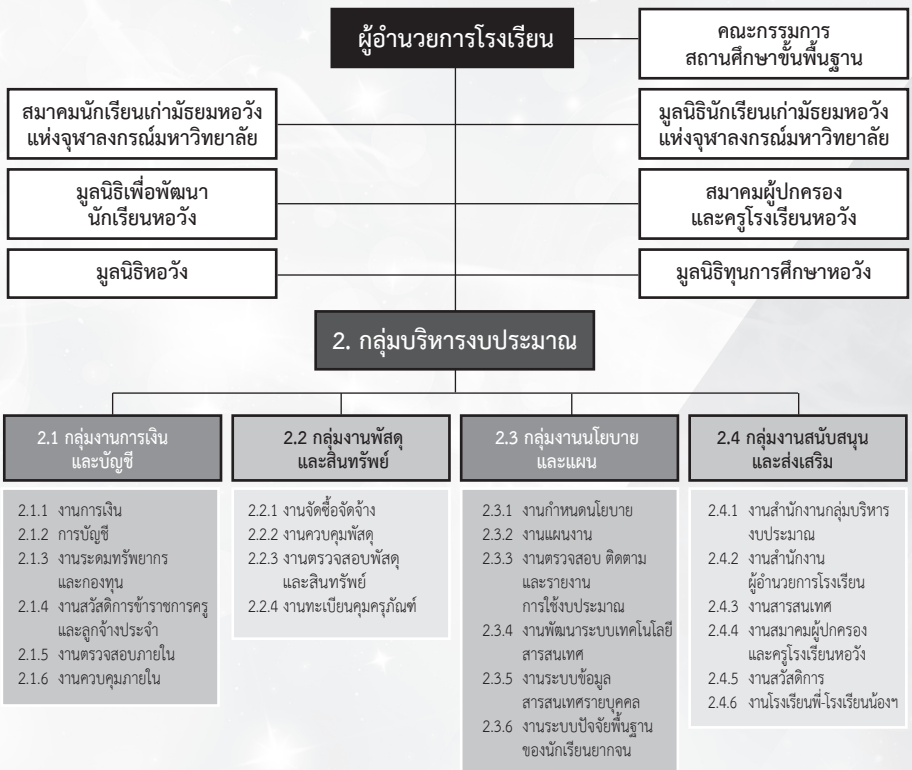 ผู้อำนวยการโรงเรียน
คณะกรรมการ
สถานศึกษาขั้นพื้นฐาน
สมาคมนักเรียนเก่ามัธยมหอวัง
แห่งจุฬาลงกรณ์มหาวิทยาลัย
มูลนิธินักเรียนเก่ามัธยมหอวัง
แห่งจุฬาลงกรณ์มหาวิทยาลัย
มูลนิธิเพื่อพัฒนา
นักเรียนหอวัง
สมาคมผู้ปกครอง
และครูโรงเรียนหอวัง
มูลนิธิหอวัง
มูลนิธิทุนการศึกษาหอวัง
2. กลุ่มบริหารงบประมาณ
2.1 กลุ่มงานการเงิน
และบัญชี
2.1.1 งานการเงิน
2.1.2 การบัญชี
2.1.3 งานระดมทรัพยากร
และกองทุน
2.1.4 งานสวัสดิการข้าราชการครู
และลูกจ้างประจำ
2.1.5 งานตรวจสอบภายใน
2.1.6 งานควบคุมภายใน
2.2 กลุ่มงานพัสดุ
และสินทรัพย์
2.2.1 งานจัดซื้อจัดจ้าง
2.2.2 งานควบคุมพัสดุ
2.2.3 งานตรวจสอบพัสดุ
และสินทรัพย์
2.2.4 งานทะเบียนคุมครุภัณฑ์
2.3 กลุ่มงานนโยบาย
และแผน
2.3.1 งานกำหนดนโยบาย
2.3.2 งานแผนงาน
2.3.3 งานตรวจสอบ ติดตาม
และรายงาน
การใช้งบประมาณ
2.3.4 งานพัฒนาระบบเทคโนโลยี
สารสนเทศ
2.3.5 งานระบบข้อมูล
สารสนเทศรายบุคคล
2.3.6 งานระบบปัจจัยพื้นฐาน
ของนักเรียนยากจน
2.4 กลุ่มงานสนับสนุน
และส่งเสริม
2.4.1 งานสำนักงานกลุ่มบริหาร
งบประมาณ
2.4.2 งานสำนักงาน
ผู้อำนวยการโรงเรียน
2.4.3 งานสารสนเทศ
2.4.4 งานสมาคมผู้ปกครอง
และครูโรงเรียนหอวัง
2.4.5 งานสวัสดิการ
2.4.6 งานโรงเรียนพี่-โรงเรียนน้องฯ